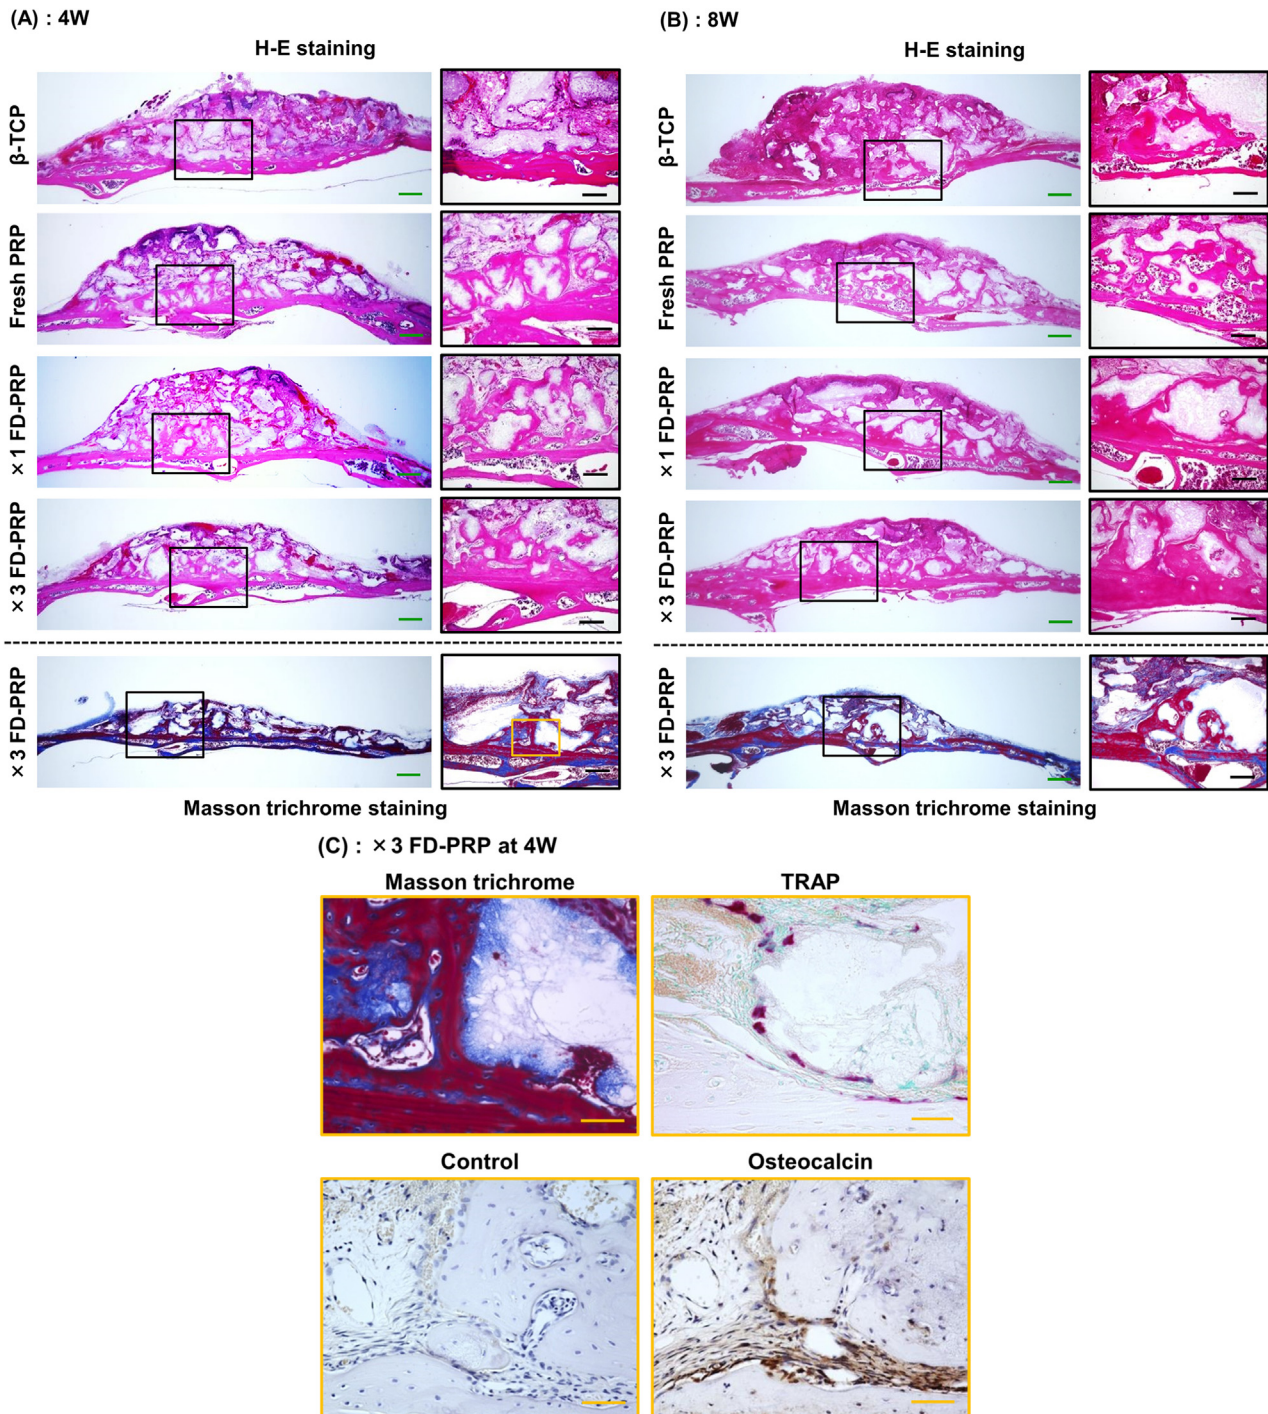 (A) : 4W
H-E staining
β-TCP
Fresh PRP
×1 FD-PRP
×3 FD-PRP
×3 FD-PRP
Masson trichrome staining
(B) : 8W
H-E staining
β-TCP
Fresh PRP
×1 FD-PRP
×3 FD-PRP
×3 FD-PRP
Masson trichrome staining
(C) : ×3 FD-PRP at 4W
Masson trichrome
TRAP
Control
Osteocalcin